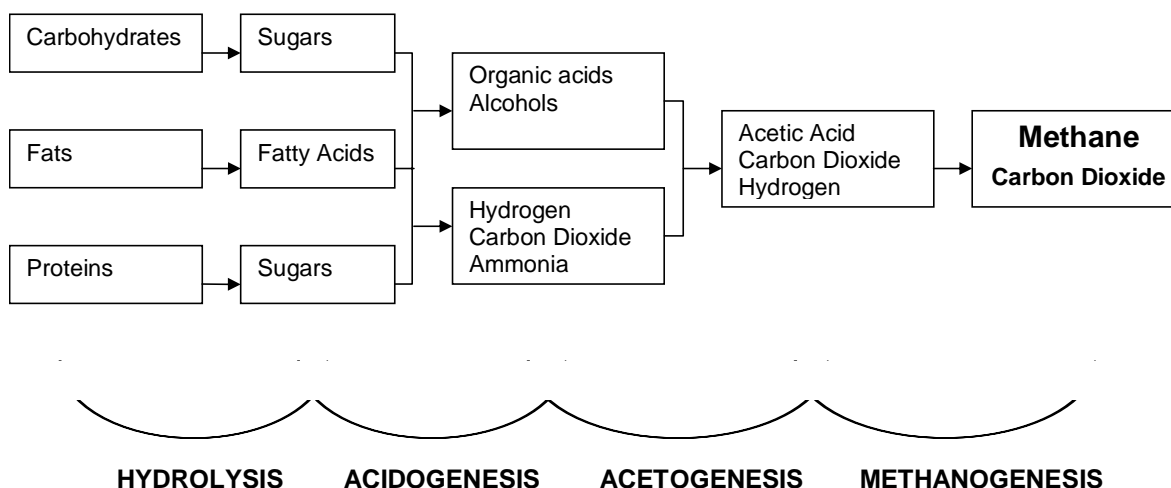 Carbohydrates
Sugars
Fats
Fatty Acids
Proteins
Sugars
Organic acids
Alcohols
Hydrogen
Carbon Dioxide
Ammonia
Acetic Acid
Carbon Dioxide
Hydrogen
Methane
Carbon Dioxide
HYDROLYSIS ACIDOGENESIS ACETOGENESIS METHANOGENESIS